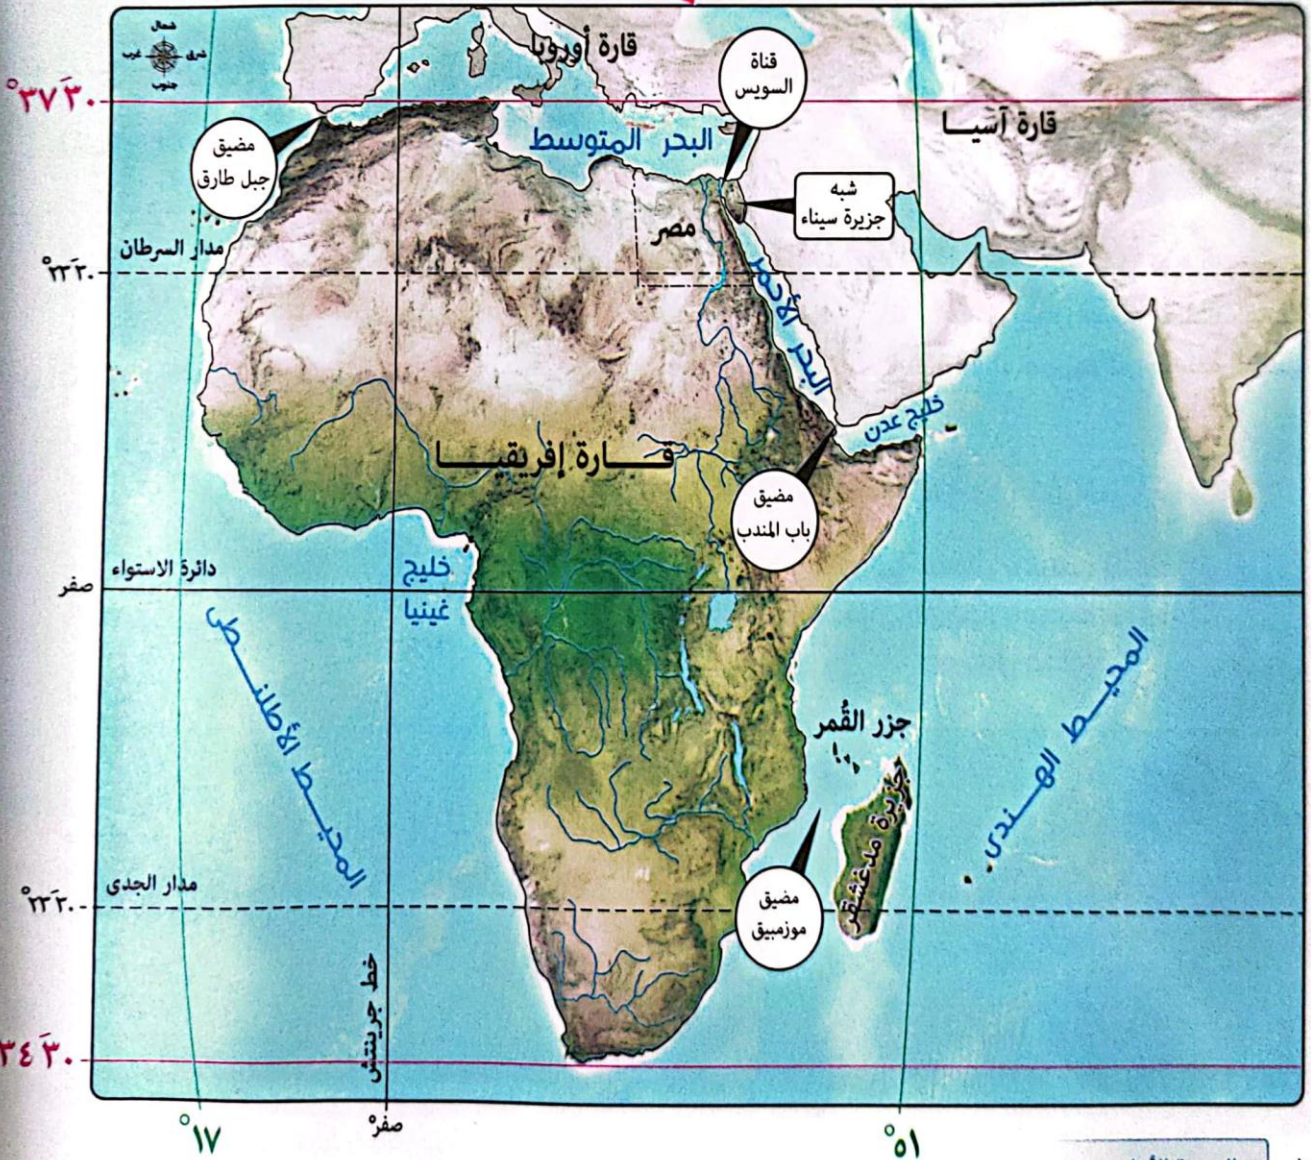 شمال
شرق
غرب
جنوب
قارة أوروبا
قناة
السويس
°٣٧ ٣٠
قارة آسيا
البحر المتوسط
مضيق
جبل طارق
شبه
جزيرة سيناء
مصر
مدار السرطان
°٢٣ ٣٠
البحر الأحمر
خليج عدن
قارة إفريقيا
مضيق
باب المندب
دائرة الاستواء
صفر
خليج
غينيا
المحيط الأطلنطى
المحيط الهندى
جزر القُمر
جزيرة مدغشقر
مدار الجدى
°٢٣ ٣٠
مضيق
موزمبيق
خط جرينتش
٣٤ ٣٠
°١٧
صفر°
°٥١